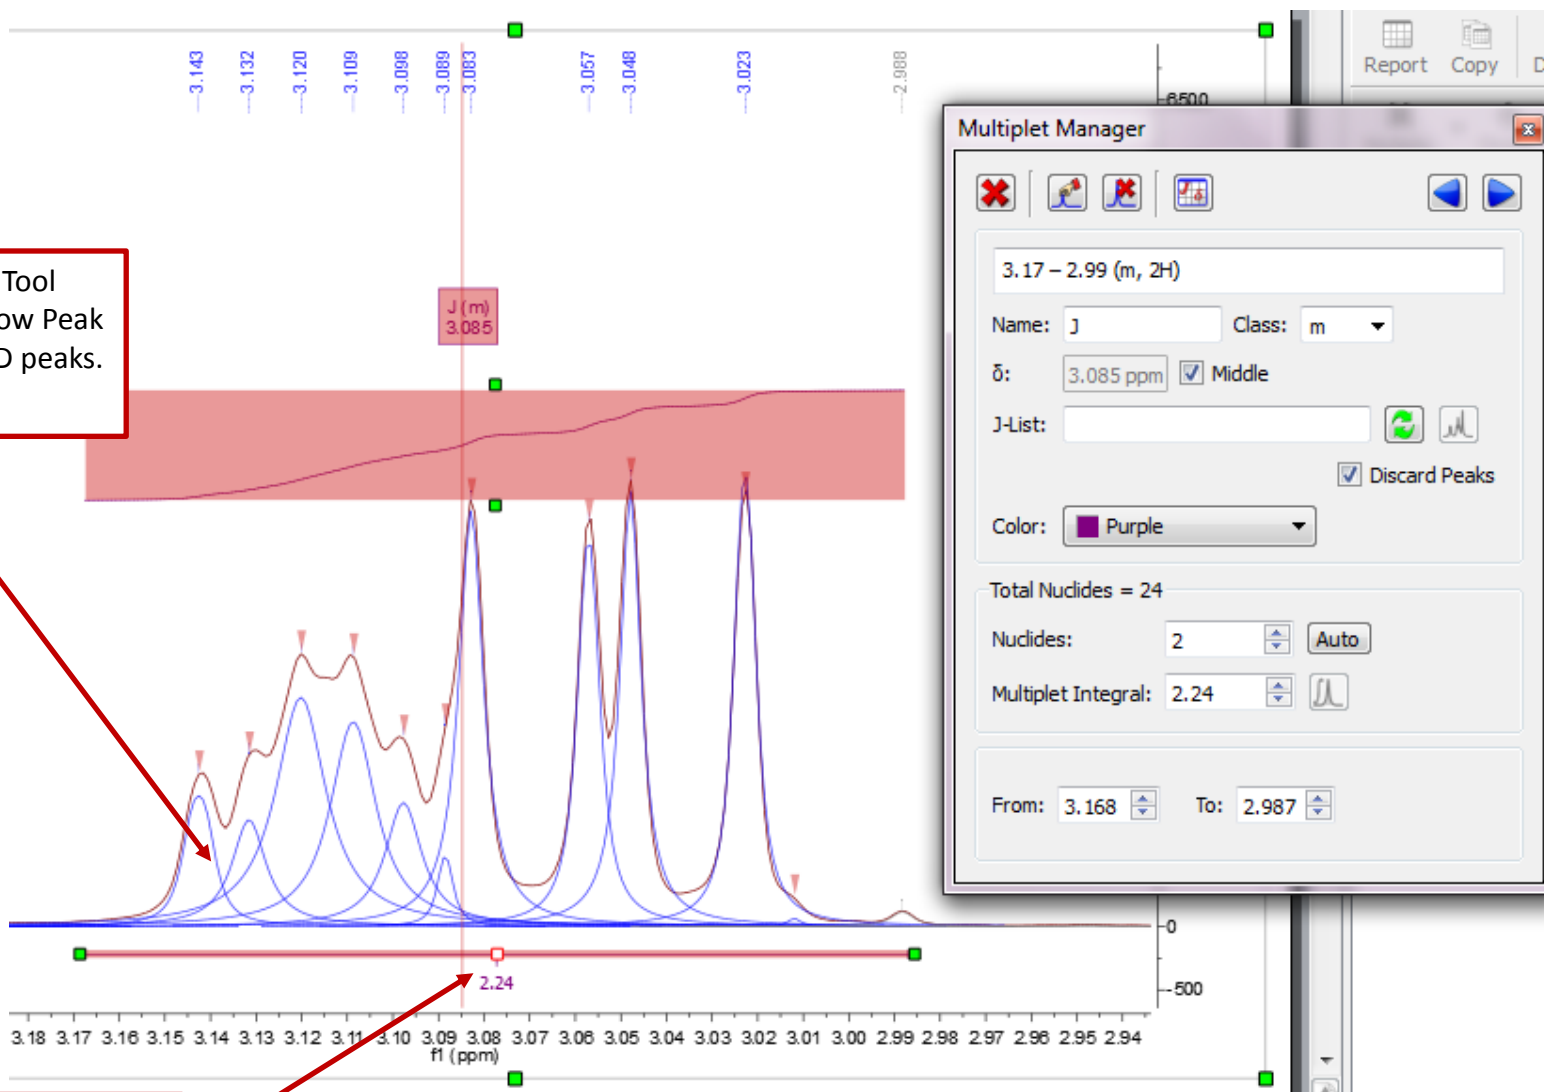 3.143
3.132
3.120
3.109
3.098
3.089
3.083
3.057
3.048
3.023
2.988
Report Copy D
6500
Tool
ow Peak
D peaks.
J (m)
3.085
Multiplet Manager
3.17 – 2.99 (m, 2H)
Name: J Class: m
δ: 3.085 ppm Middle
J-List:
Discard Peaks
Color: Purple
Total Nuclides = 24
Nuclides: 2 Auto
Multiplet Integral: 2.24
From: 3.168 To: 2.987
0
2.24
-500
3.18 3.17 3.16 3.15 3.14 3.13 3.12 3.11 3.10 3.09 3.08 3.07 3.06 3.05 3.04 3.03 3.02 3.01 3.00 2.99 2.98 2.97 2.96 2.95 2.94
f1 (ppm)